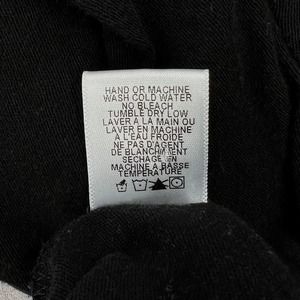 HAND OR MACHINE
WASH COLD WATER
NO BLEACH
TUMBLE DRY LOW
LAVER A LA MAIN OU
LAVER EN MACHINE
A L'EAU FROIDE
NE PAS D'AGENT
DE BLANCHIMENT
SECHAGE EN
MACHINE A BASSE
TEMPERATURE